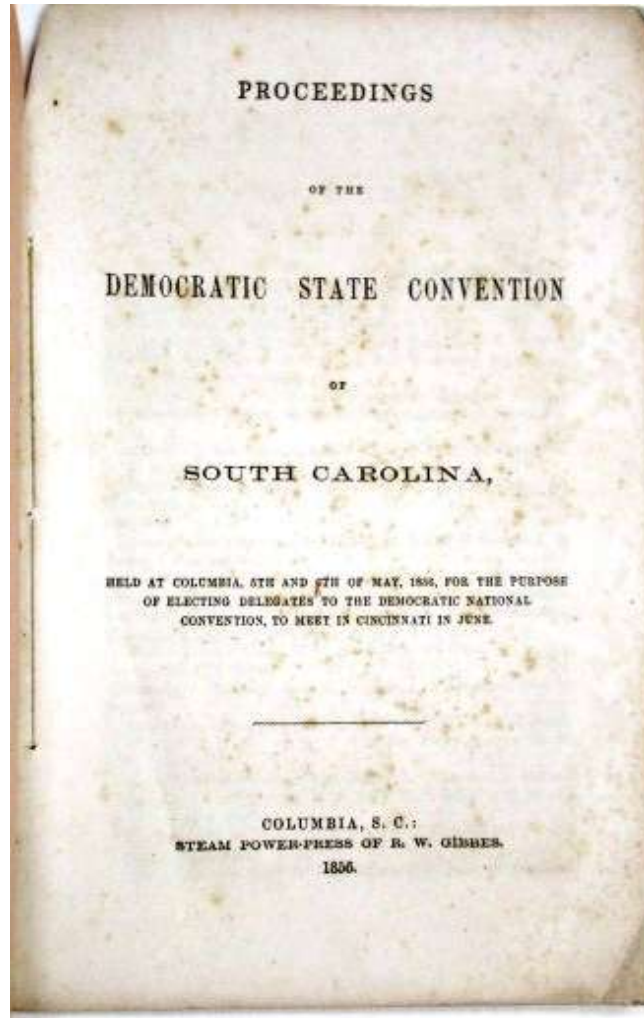 PROCEEDINGS
OF THE
DEMOCRATIC STATE CONVENTION
OF
SOUTH CAROLINA,
HELD AT COLUMBIA, 5TH AND 6TH OF MAY, 1856, FOR THE PURPOSE
OF ELECTING DELEGATES TO THE DEMOCRATIC NATIONAL
CONVENTION, TO MEET IN CINCINNATI IN JUNE.
COLUMBIA, S. C.:
STEAM POWER-PRESS OF R. W. GIBBES.
1856.